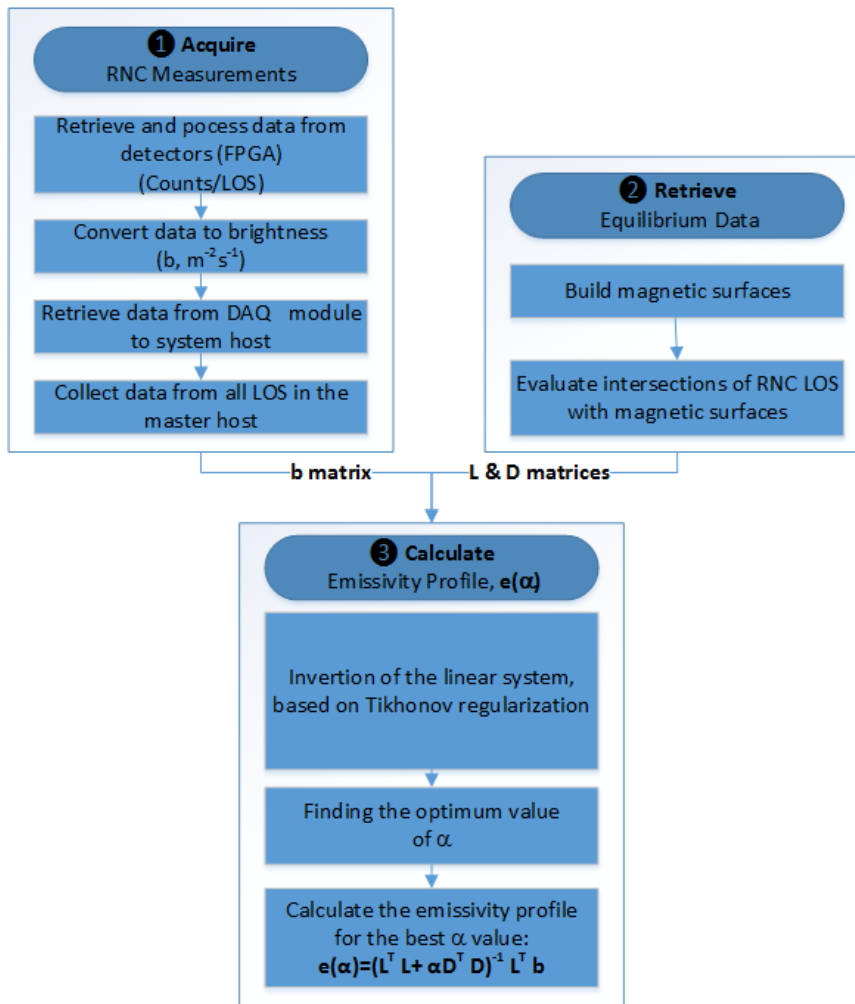 ❶ Acquire
RNC Measurements
Retrieve and pocess data from
detectors (FPGA)
(Counts/LOS)
Convert data to brightness
(b, m⁻²s⁻¹)
Retrieve data from DAQ module
to system host
Collect data from all LOS in the
master host
❷ Retrieve
Equilibrium Data
Build magnetic surfaces
Evaluate intersections of RNC LOS
with magnetic surfaces
b matrix
L & D matrices
❸ Calculate
Emissivity Profile, e(α)
Invertion of the linear system,
based on Tikhonov regularization
Finding the optimum value
of α
Calculate the emissivity profile
for the best α value:
e(α)=(Lᵀ L+ αDᵀ D)⁻¹ Lᵀ b